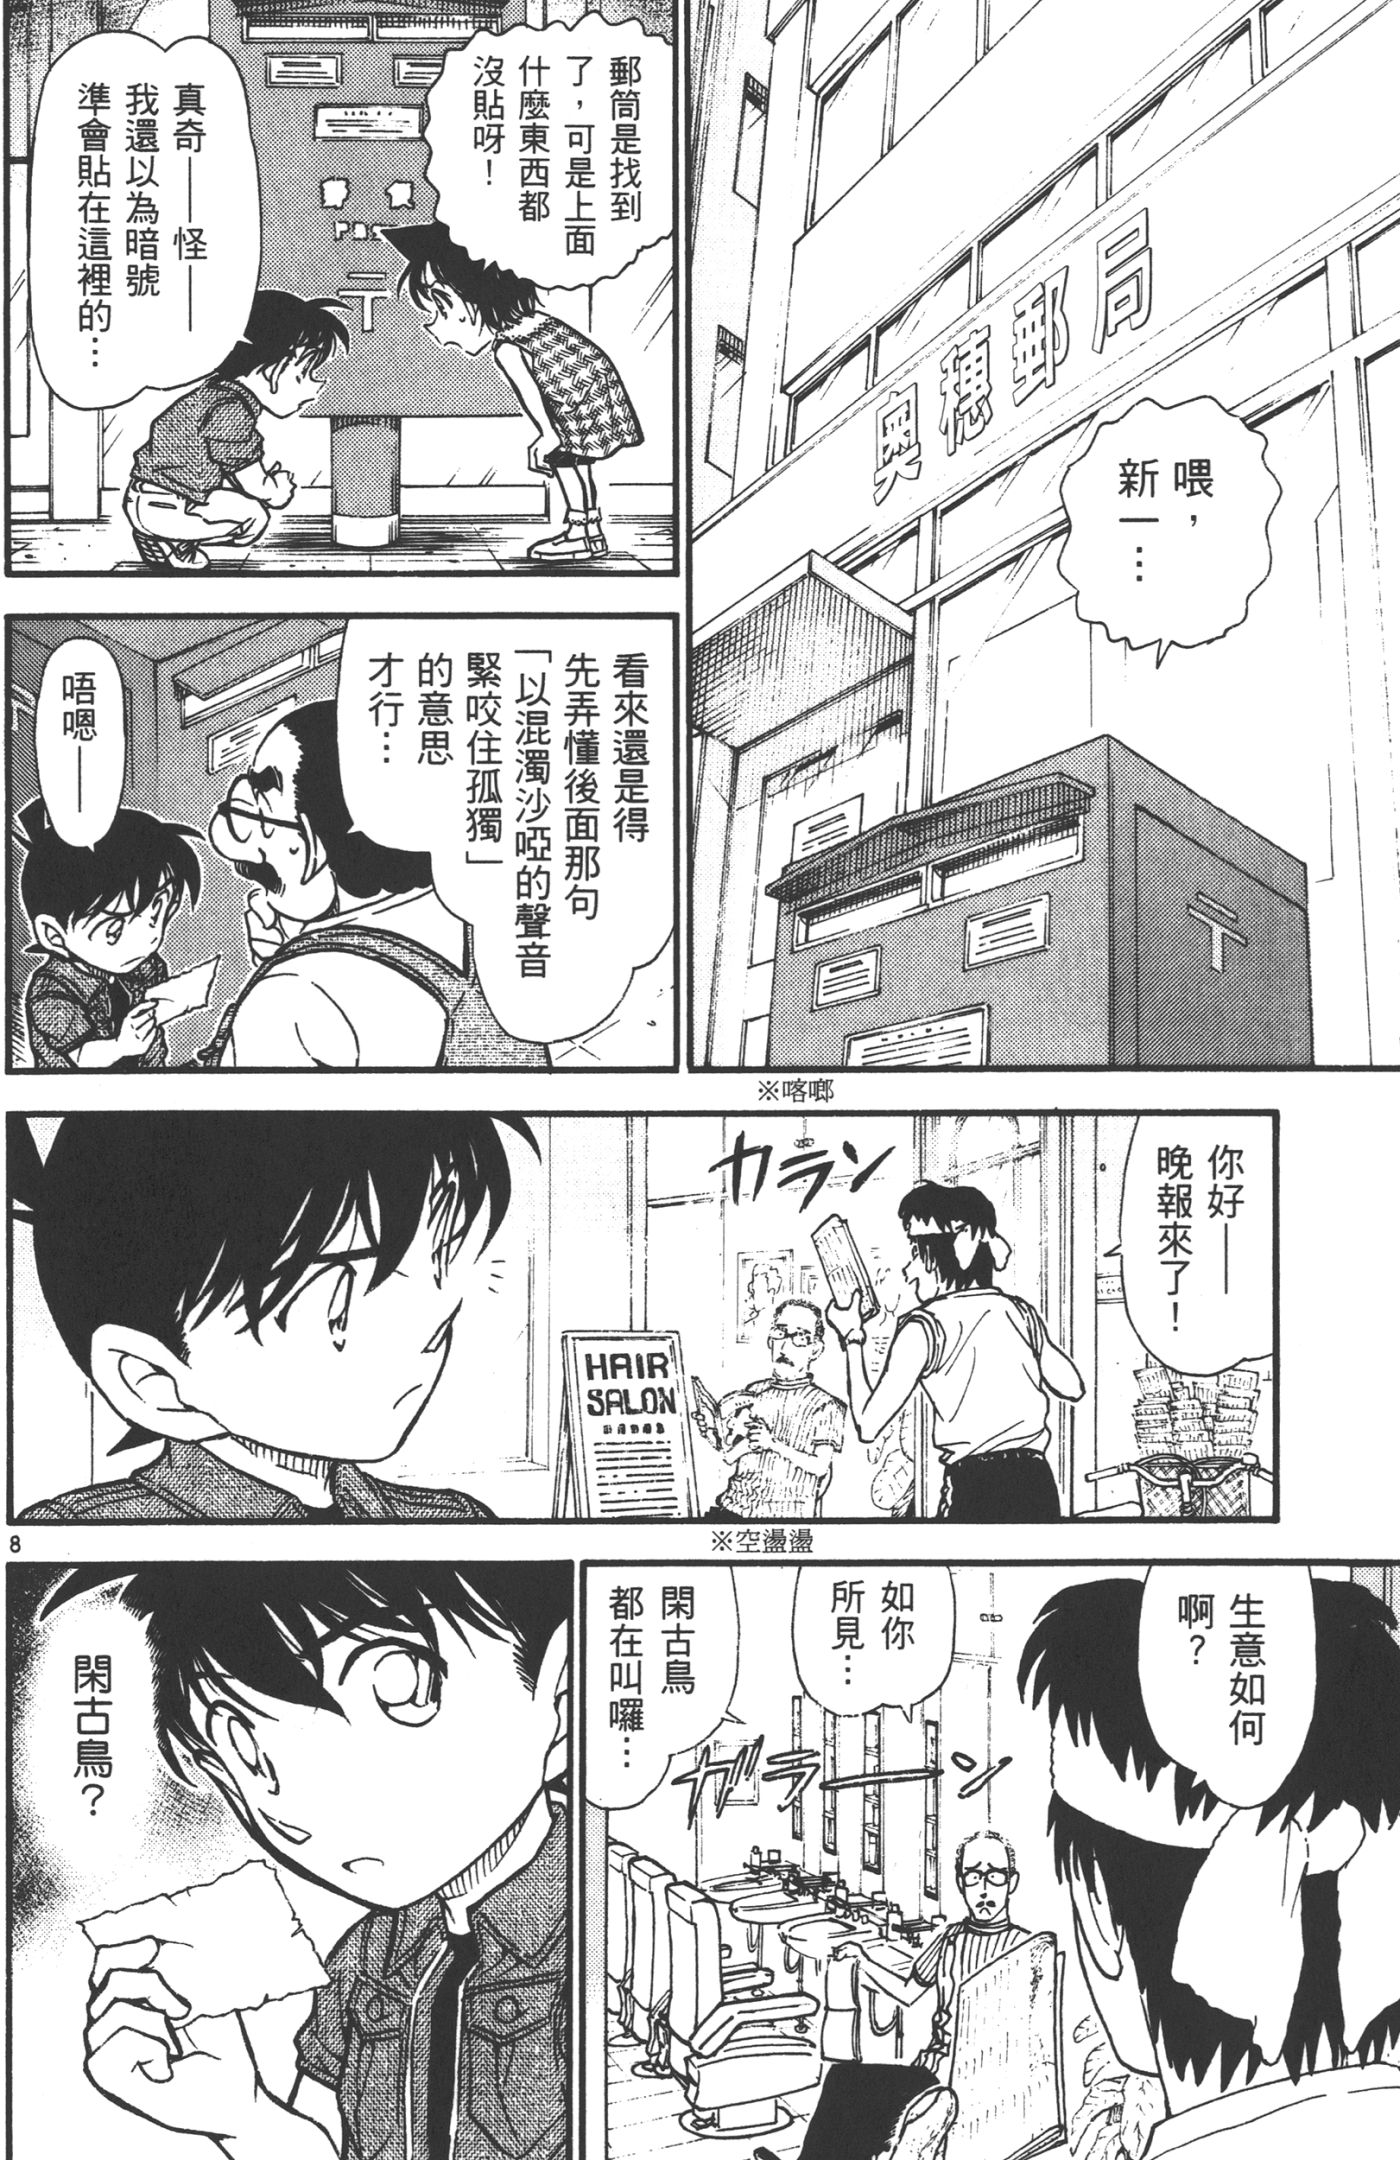 奧穗郵局
喂，
新一…
郵筒是找到
了，可是上面
什麼東西都
沒貼呀！
真奇——怪——
我還以為暗號
準會貼在這裡的…
POST
〒
〒
看來還是得
先弄懂後面那句
「以混濁沙啞的聲音
緊咬住孤獨」
的意思
才行…
唔嗯——
※喀啷
你好——
晚報來了！
カラン
HAIR
SALON
8
※空盪盪
生意如何
啊？
如你
所見…
閑古鳥
都在叫囉…
ガラーン
閑古鳥？